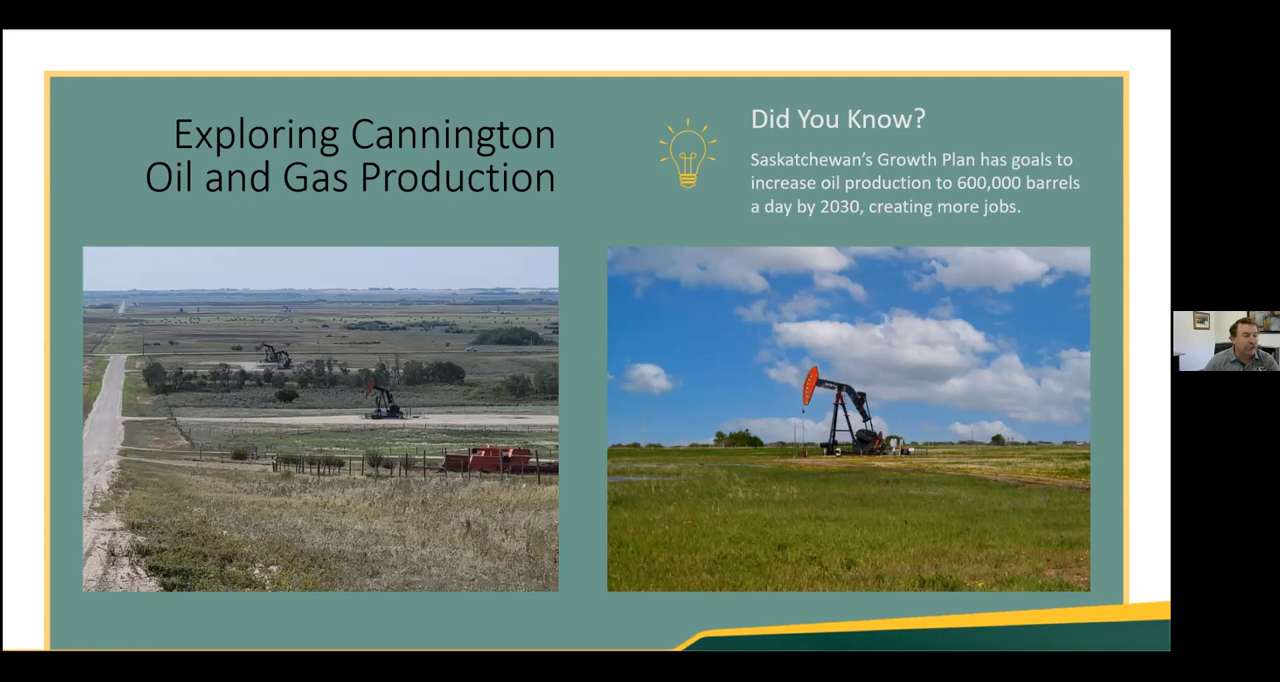 Exploring Cannington
Oil and Gas Production
Did You Know?
Saskatchewan's Growth Plan has goals to
increase oil production to 600,000 barrels
a day by 2030, creating more jobs.